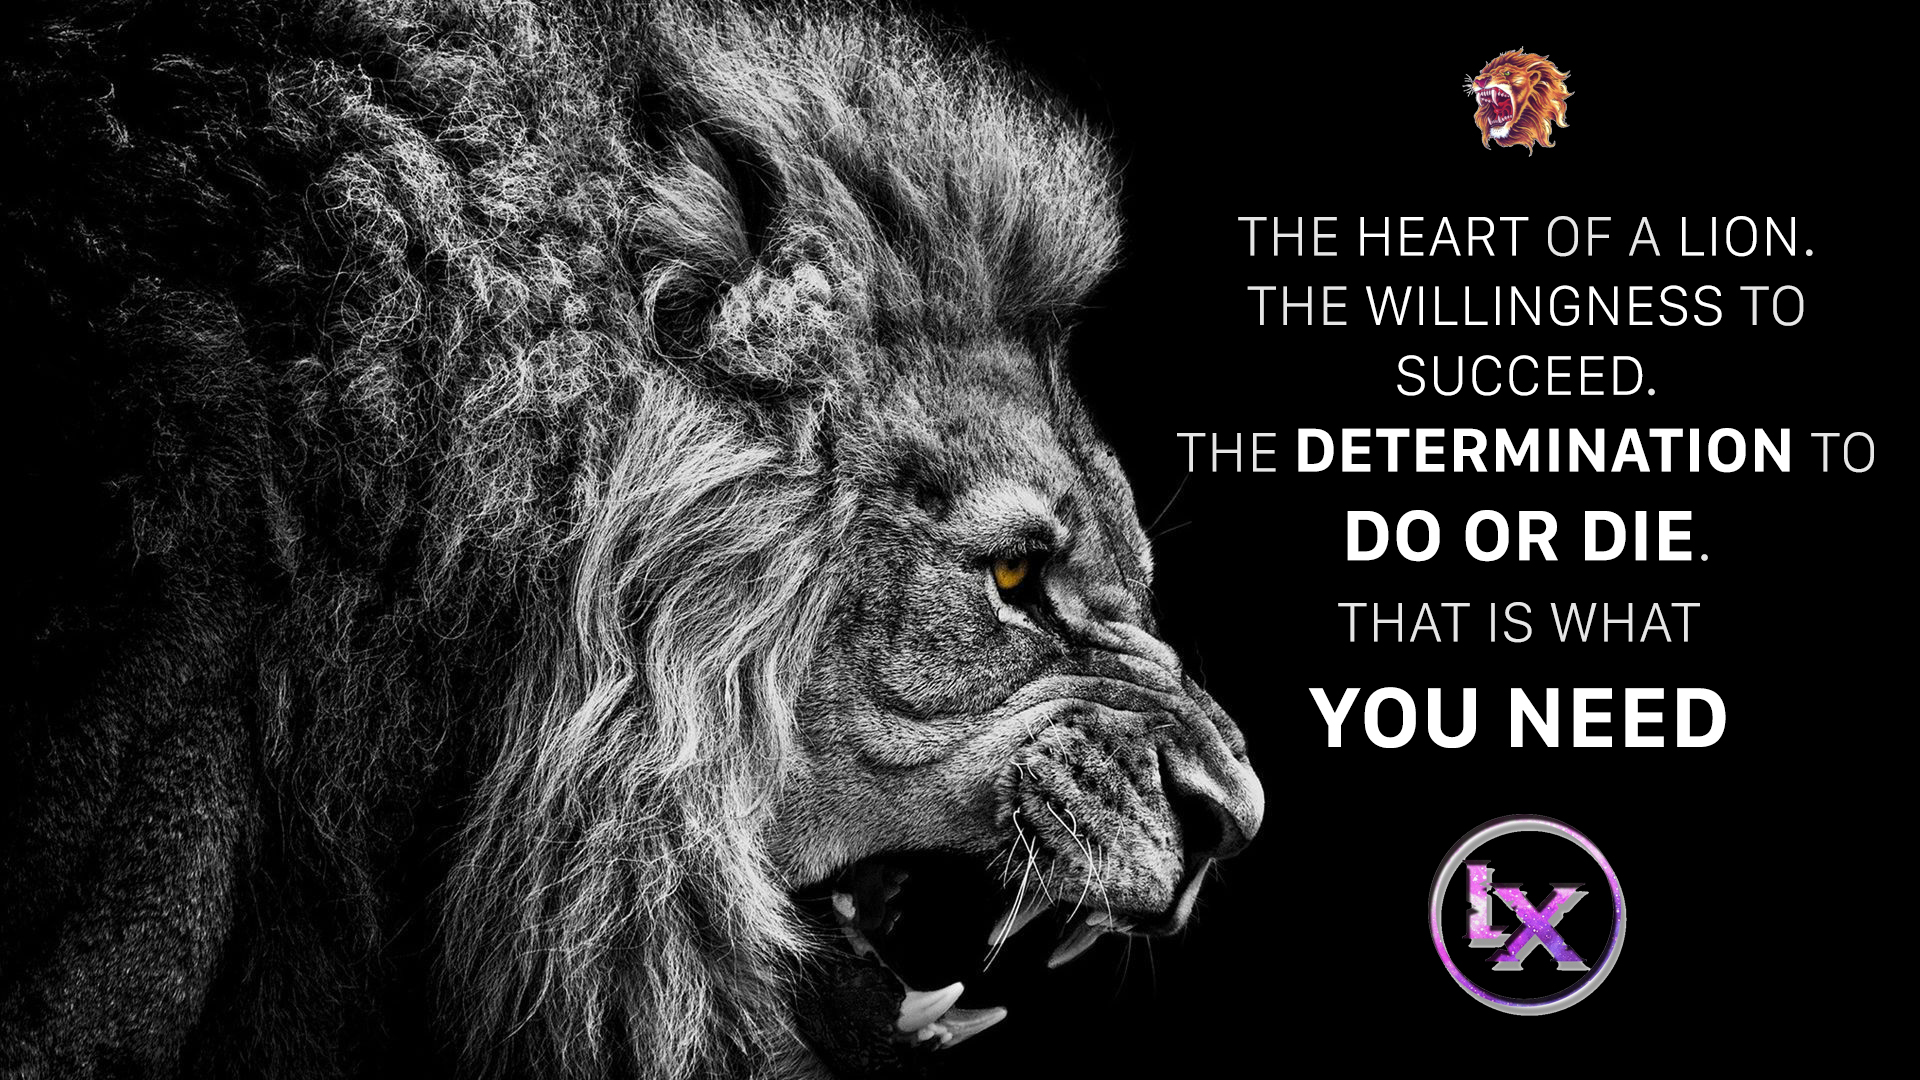 THE HEART OF A LION.
THE WILLINGNESS TO
SUCCEED.
THE DETERMINATION TO
DO OR DIE.
THAT IS WHAT
YOU NEED
LX